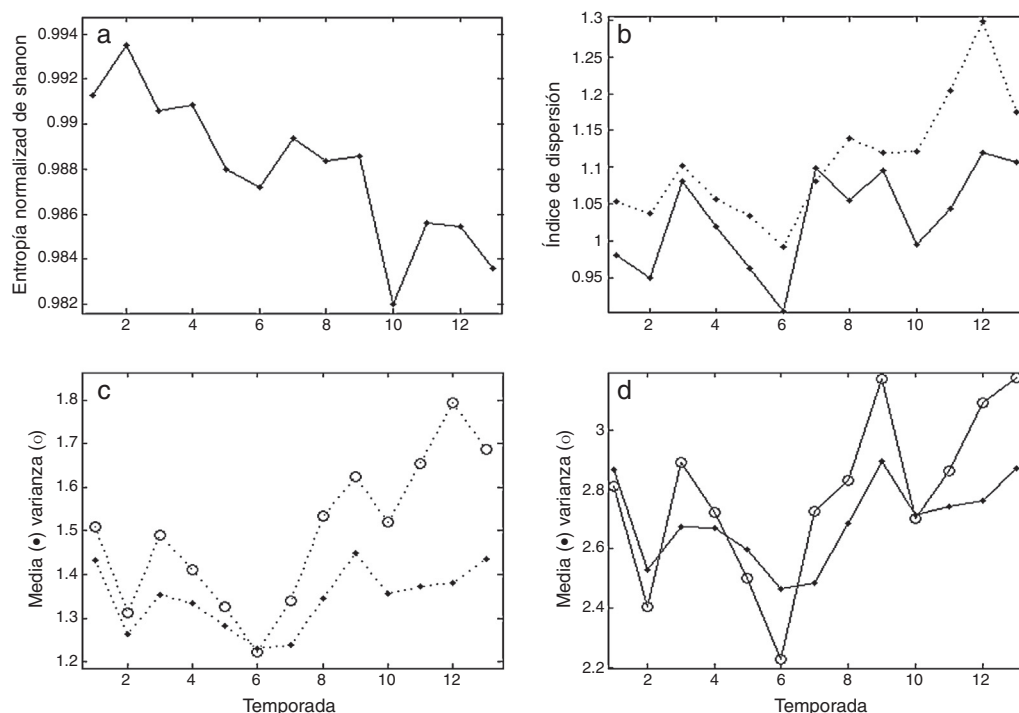 a
Entropía normalizad de shanon
0.994
0.992
0.99
0.988
0.986
0.984
0.982
2 4 6 8 10 12
b
Índice de dispersión
1.3
1.25
1.2
1.15
1.1
1.05
1
0.95
2 4 6 8 10 12
Temporada
c
Media (●) varianza (○)
1.8
1.7
1.6
1.5
1.4
1.3
1.2
2 4 6 8 10 12
Temporada
d
Media (●) varianza (○)
3
2.8
2.6
2.4
2.2
2 4 6 8 10 12
Temporada